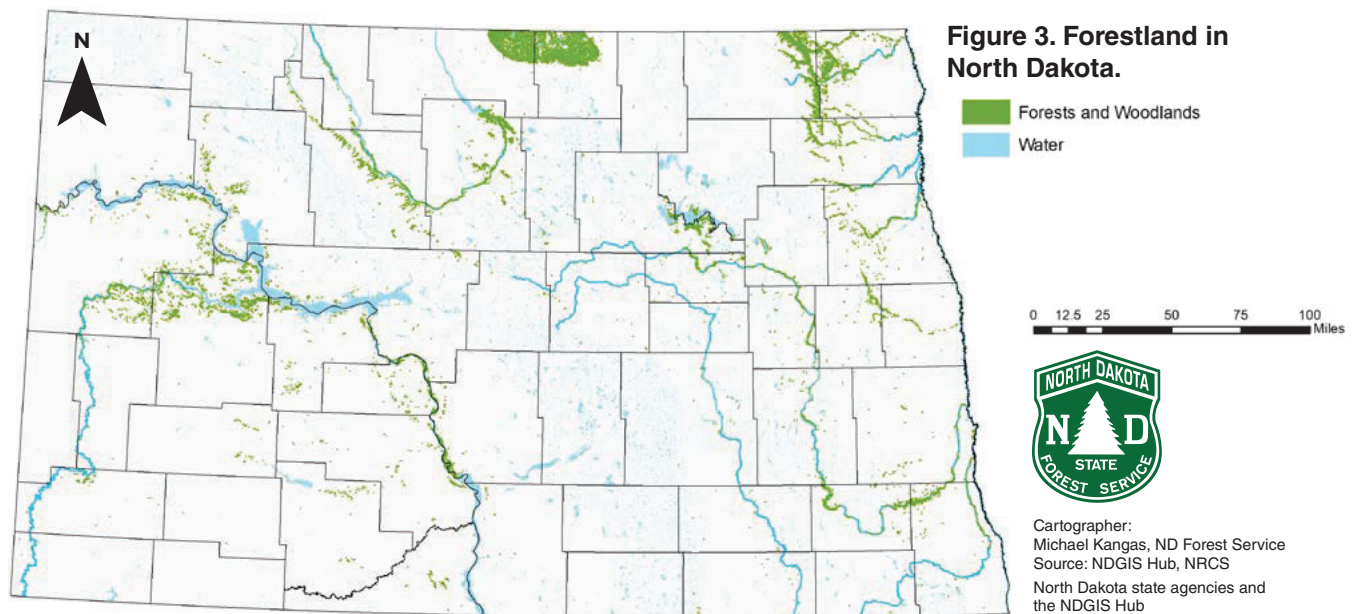 N
Figure 3. Forestland in
North Dakota.
Forests and Woodlands
Water
0 12.5 25 50 75 100
Miles
NORTH DAKOTA
N D
STATE
FOREST SERVICE
Cartographer:
Michael Kangas, ND Forest Service
Source: NDGIS Hub, NRCS
North Dakota state agencies and
the NDGIS Hub